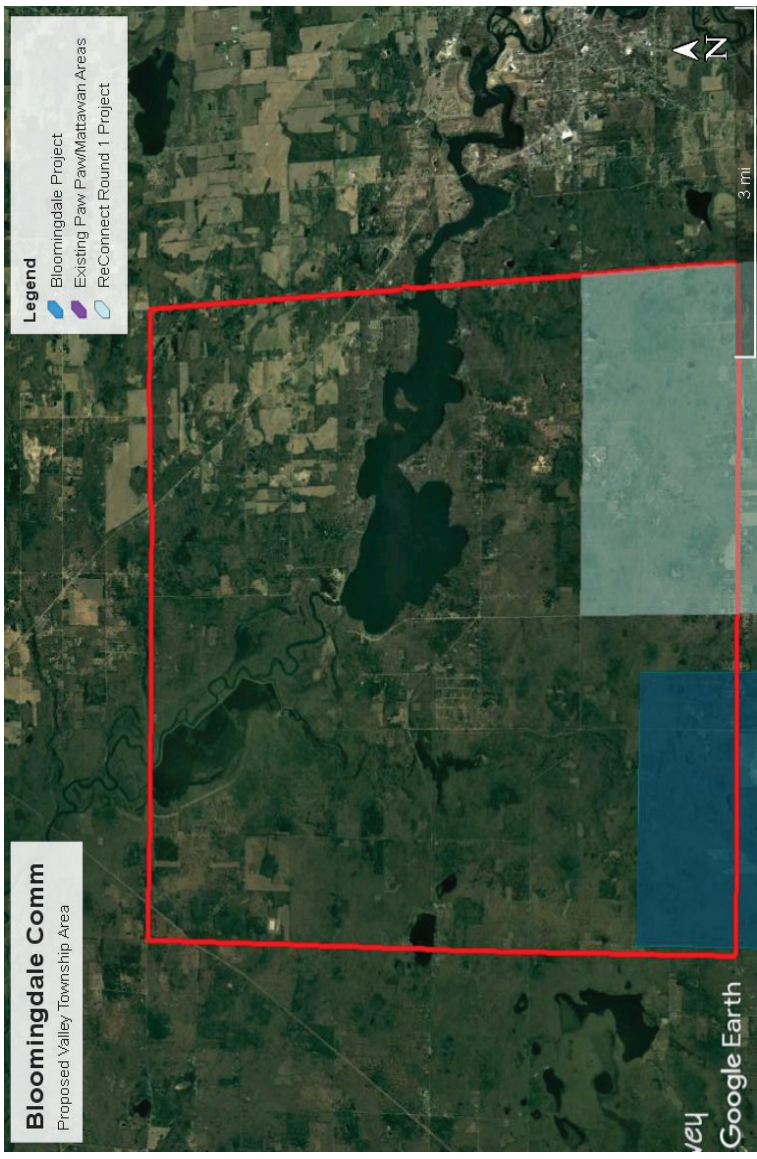 Bloomingdale Comm
Proposed Valley Township Area
Legend
Bloomingdale Project
Existing Paw Paw/Mattawan Areas
ReConnect Round 1 Project
N
3 mi
Google Earth